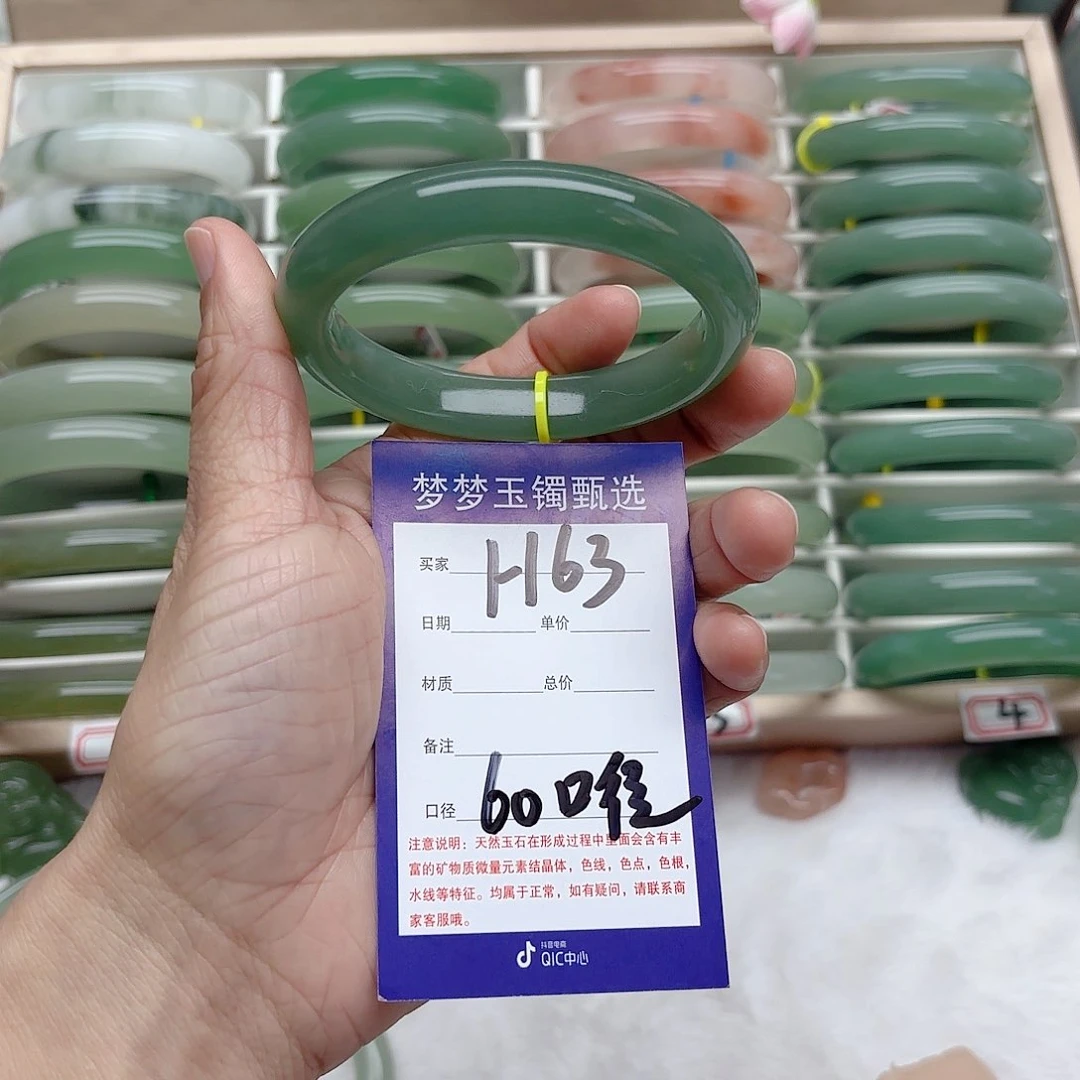 梦梦玉镯甄选
买家 H63
日期 单价
材质 总价
备注
口径 60口径
注意说明：天然玉石在形成过程中里面会含有丰
富的矿物质微量元素结晶体，色线，色点，色根，
水线等特征。均属于正常，如有疑问，请联系商
家客服哦。
抖音电商
QIC中心
4